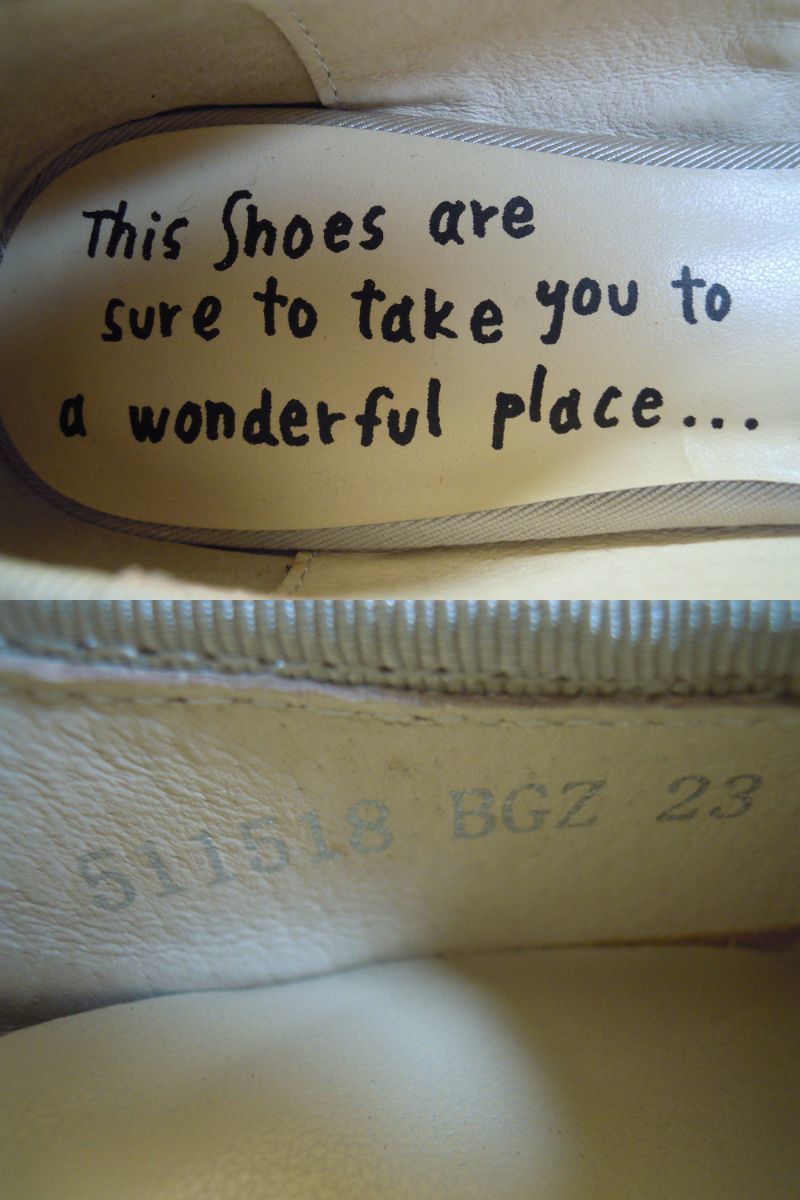 This Shoes are
sure to take you to
a wonderful place...
511518 BGZ 23